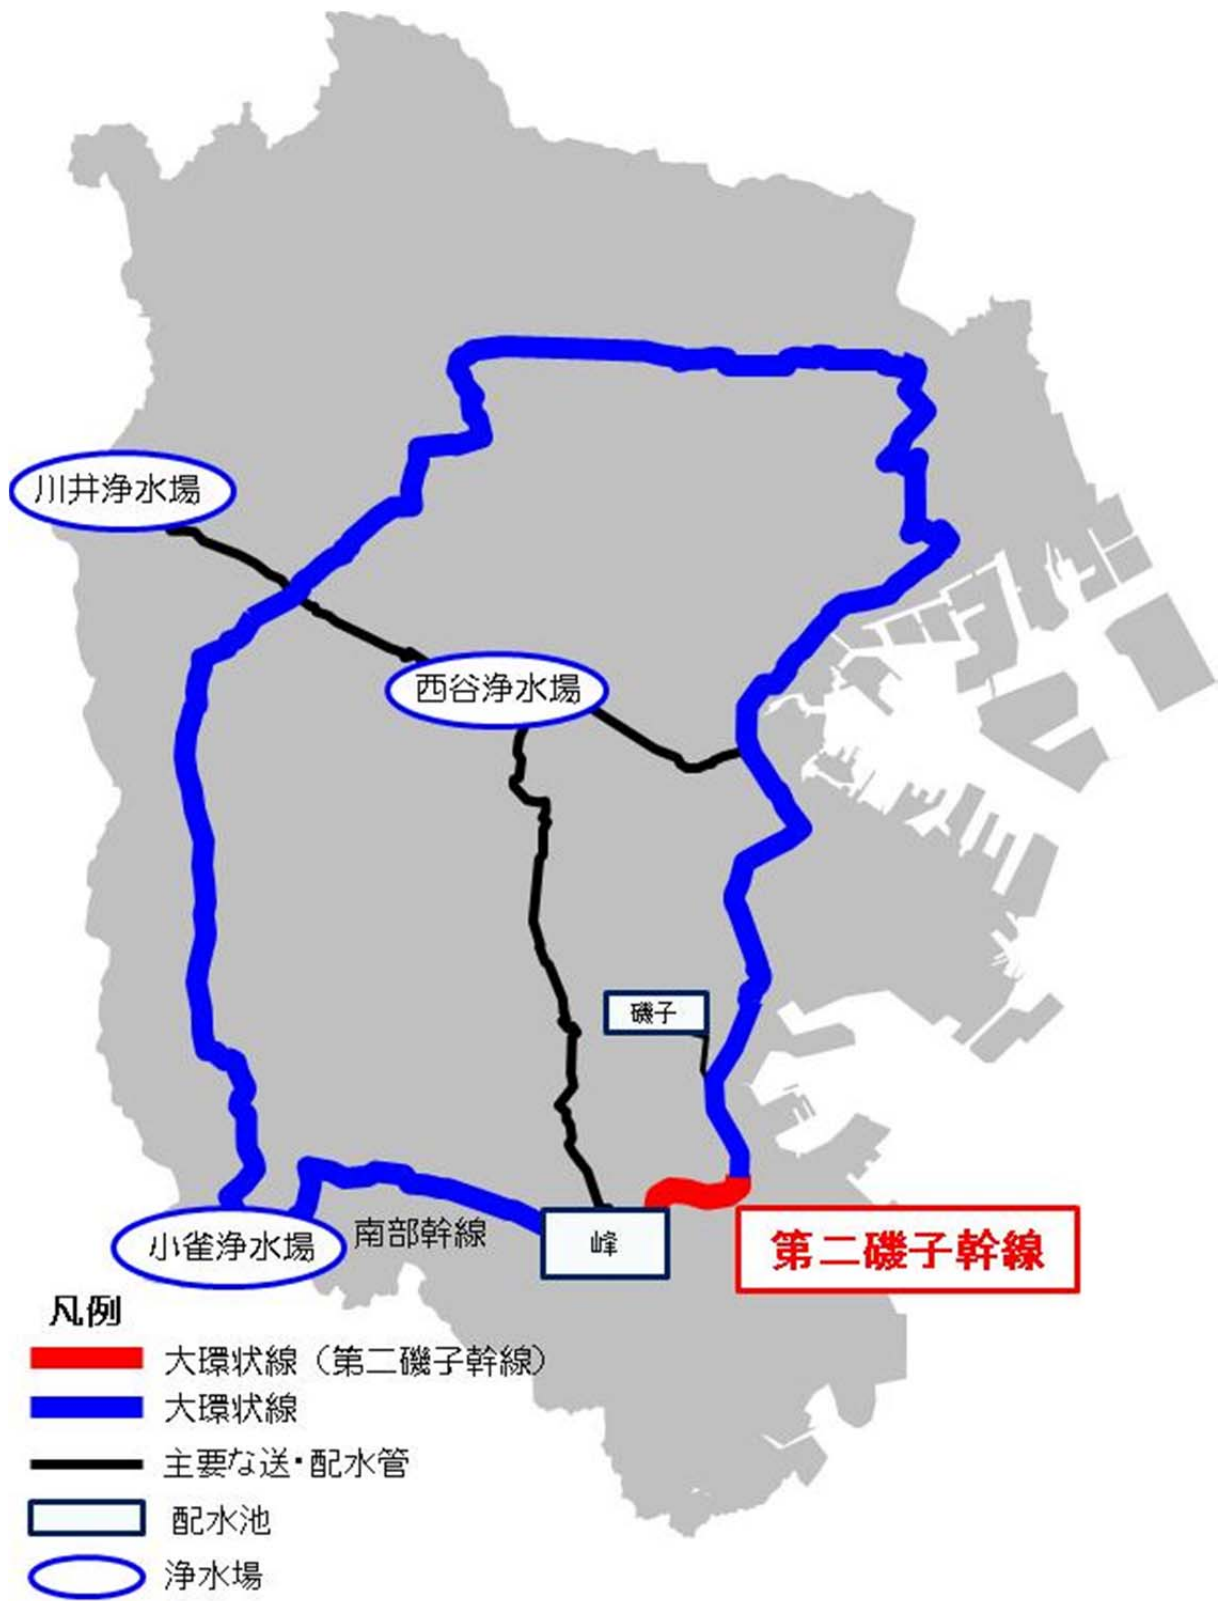 川井浄水場
西谷浄水場
磯子
小雀浄水場
南部幹線
峰
第二磯子幹線
凡例
大環状線（第二磯子幹線）
大環状線
主要な送・配水管
配水池
浄水場